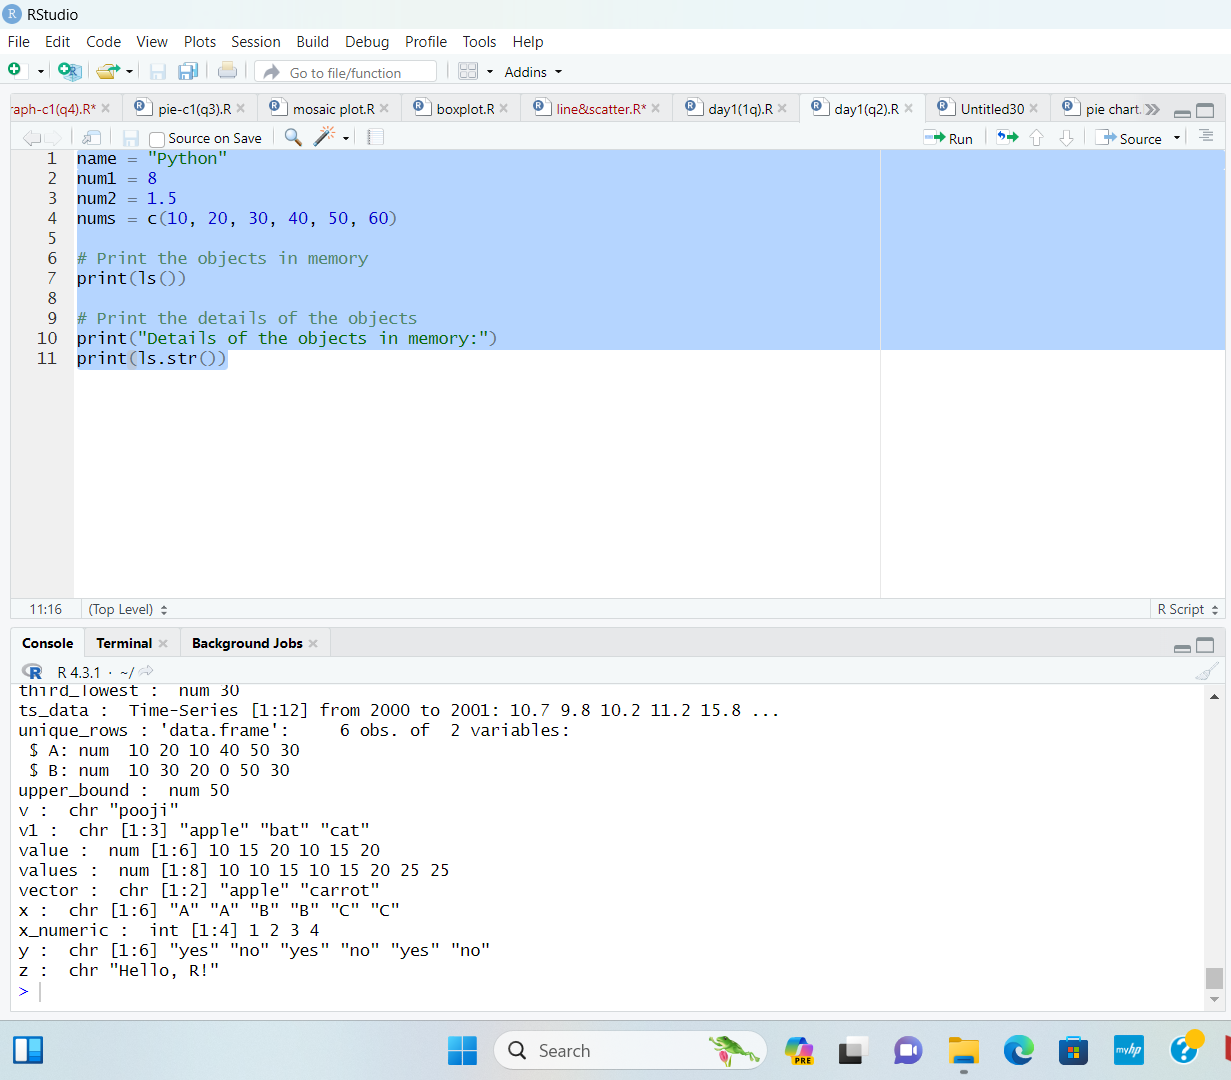 RStudio
File Edit Code View Plots Session Build Debug Profile Tools Help
Go to file/function Addins
raph-c1(q4).R* pie-c1(q3).R mosaic plot.R boxplot.R line&scatter.R* day1(1q).R day1(q2).R Untitled30 pie chart.
Source on Save Run Source
1 name = "Python"
2 num1 = 8
3 num2 = 1.5
4 nums = c(10, 20, 30, 40, 50, 60)
5
6 # Print the objects in memory
7 print(ls())
8
9 # Print the details of the objects
10 print("Details of the objects in memory:")
11 print(ls.str())
11:16 (Top Level) R Script
Console Terminal Background Jobs
R R 4.3.1 · ~/
third_lowest :  num 30
ts_data :  Time-Series [1:12] from 2000 to 2001: 10.7 9.8 10.2 11.2 15.8 ...
unique_rows : 'data.frame':	6 obs. of  2 variables:
$ A: num  10 20 10 40 50 30
$ B: num  10 30 20 0 50 30
upper_bound :  num 50
v :  chr "pooji"
v1 :  chr [1:3] "apple" "bat" "cat"
value :  num [1:6] 10 15 20 10 15 20
values :  num [1:8] 10 10 15 10 15 20 25 25
vector :  chr [1:2] "apple" "carrot"
x :  chr [1:6] "A" "A" "B" "B" "C" "C"
x_numeric :  int [1:4] 1 2 3 4
y :  chr [1:6] "yes" "no" "yes" "no" "yes" "no"
z :  chr "Hello, R!"
>
Search PRE myhp ?